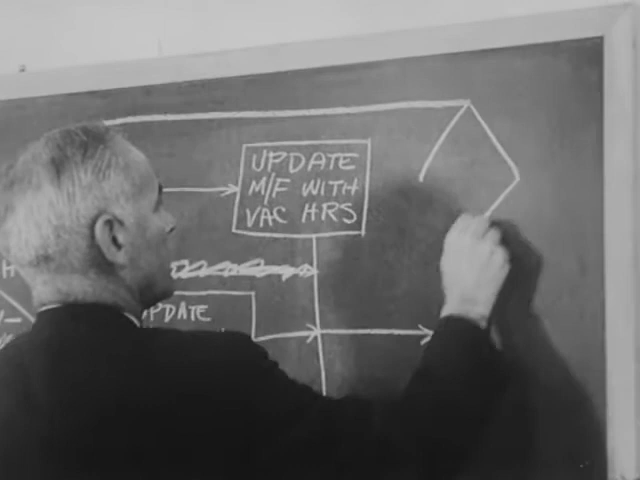 UPDATE
M/F WITH
VAC HRS
UPDATE
H